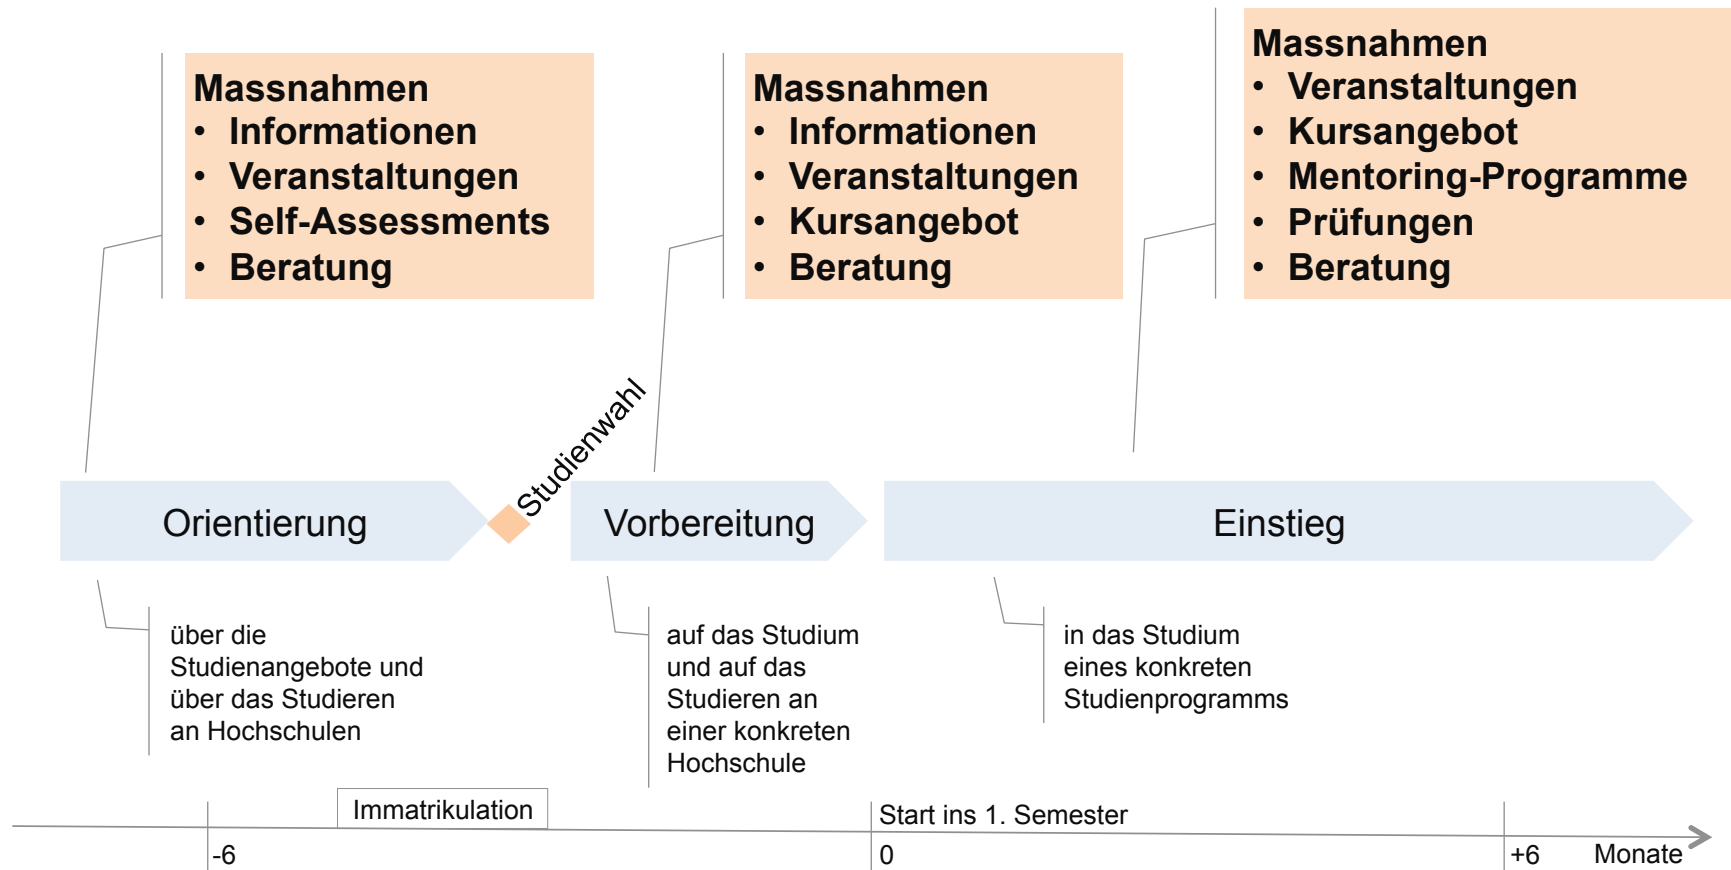 Massnahmen
• Informationen
• Veranstaltungen
• Self-Assessments
• Beratung
Massnahmen
• Informationen
• Veranstaltungen
• Kursangebot
• Beratung
Massnahmen
• Veranstaltungen
• Kursangebot
• Mentoring-Programme
• Prüfungen
• Beratung
Orientierung
Studienwahl
Vorbereitung
Einstieg
über die
Studienangebote und
über das Studieren
an Hochschulen
auf das Studium
und auf das
Studieren an
einer konkreten
Hochschule
in das Studium
eines konkreten
Studienprogramms
Immatrikulation
Start ins 1. Semester
-6
0
+6
Monate